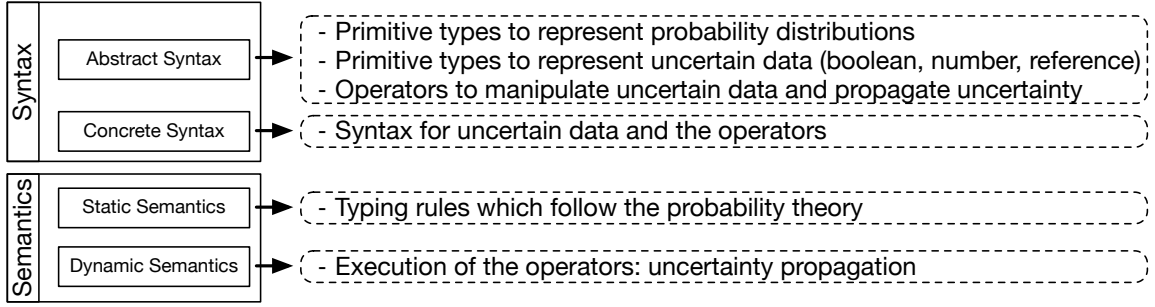 Syntax
Abstract Syntax
- Primitive types to represent probability distributions
- Primitive types to represent uncertain data (boolean, number, reference)
- Operators to manipulate uncertain data and propagate uncertainty
Concrete Syntax
- Syntax for uncertain data and the operators
Semantics
Static Semantics
- Typing rules which follow the probability theory
Dynamic Semantics
- Execution of the operators: uncertainty propagation